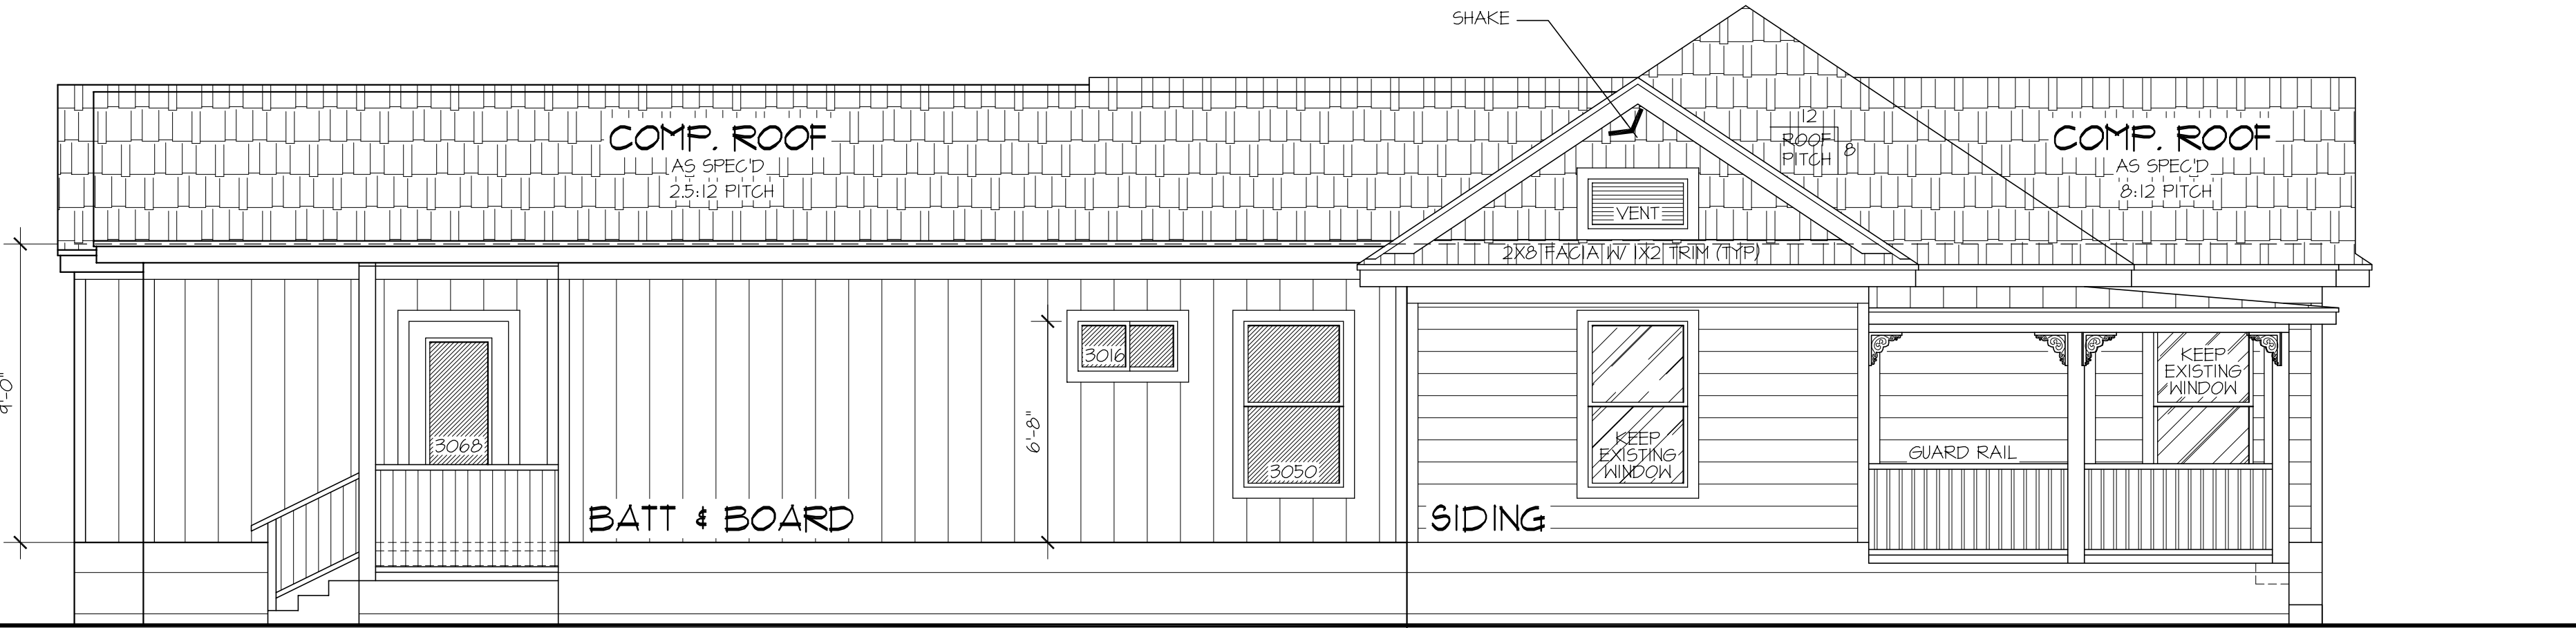 SHAKE
COMP. ROOF
AS SPEC'D
2.5:12 PITCH
12
ROOF
PITCH
8
COMP. ROOF
AS SPEC'D
8:12 PITCH
VENT
2X8 FACIA W/ 1X2 TRIM (TYP)
9'-0"
3068
6'-8"
3016
3050
KEEP
EXISTING
WINDOW
KEEP
EXISTING
WINDOW
GUARD RAIL
BATT & BOARD
SIDING